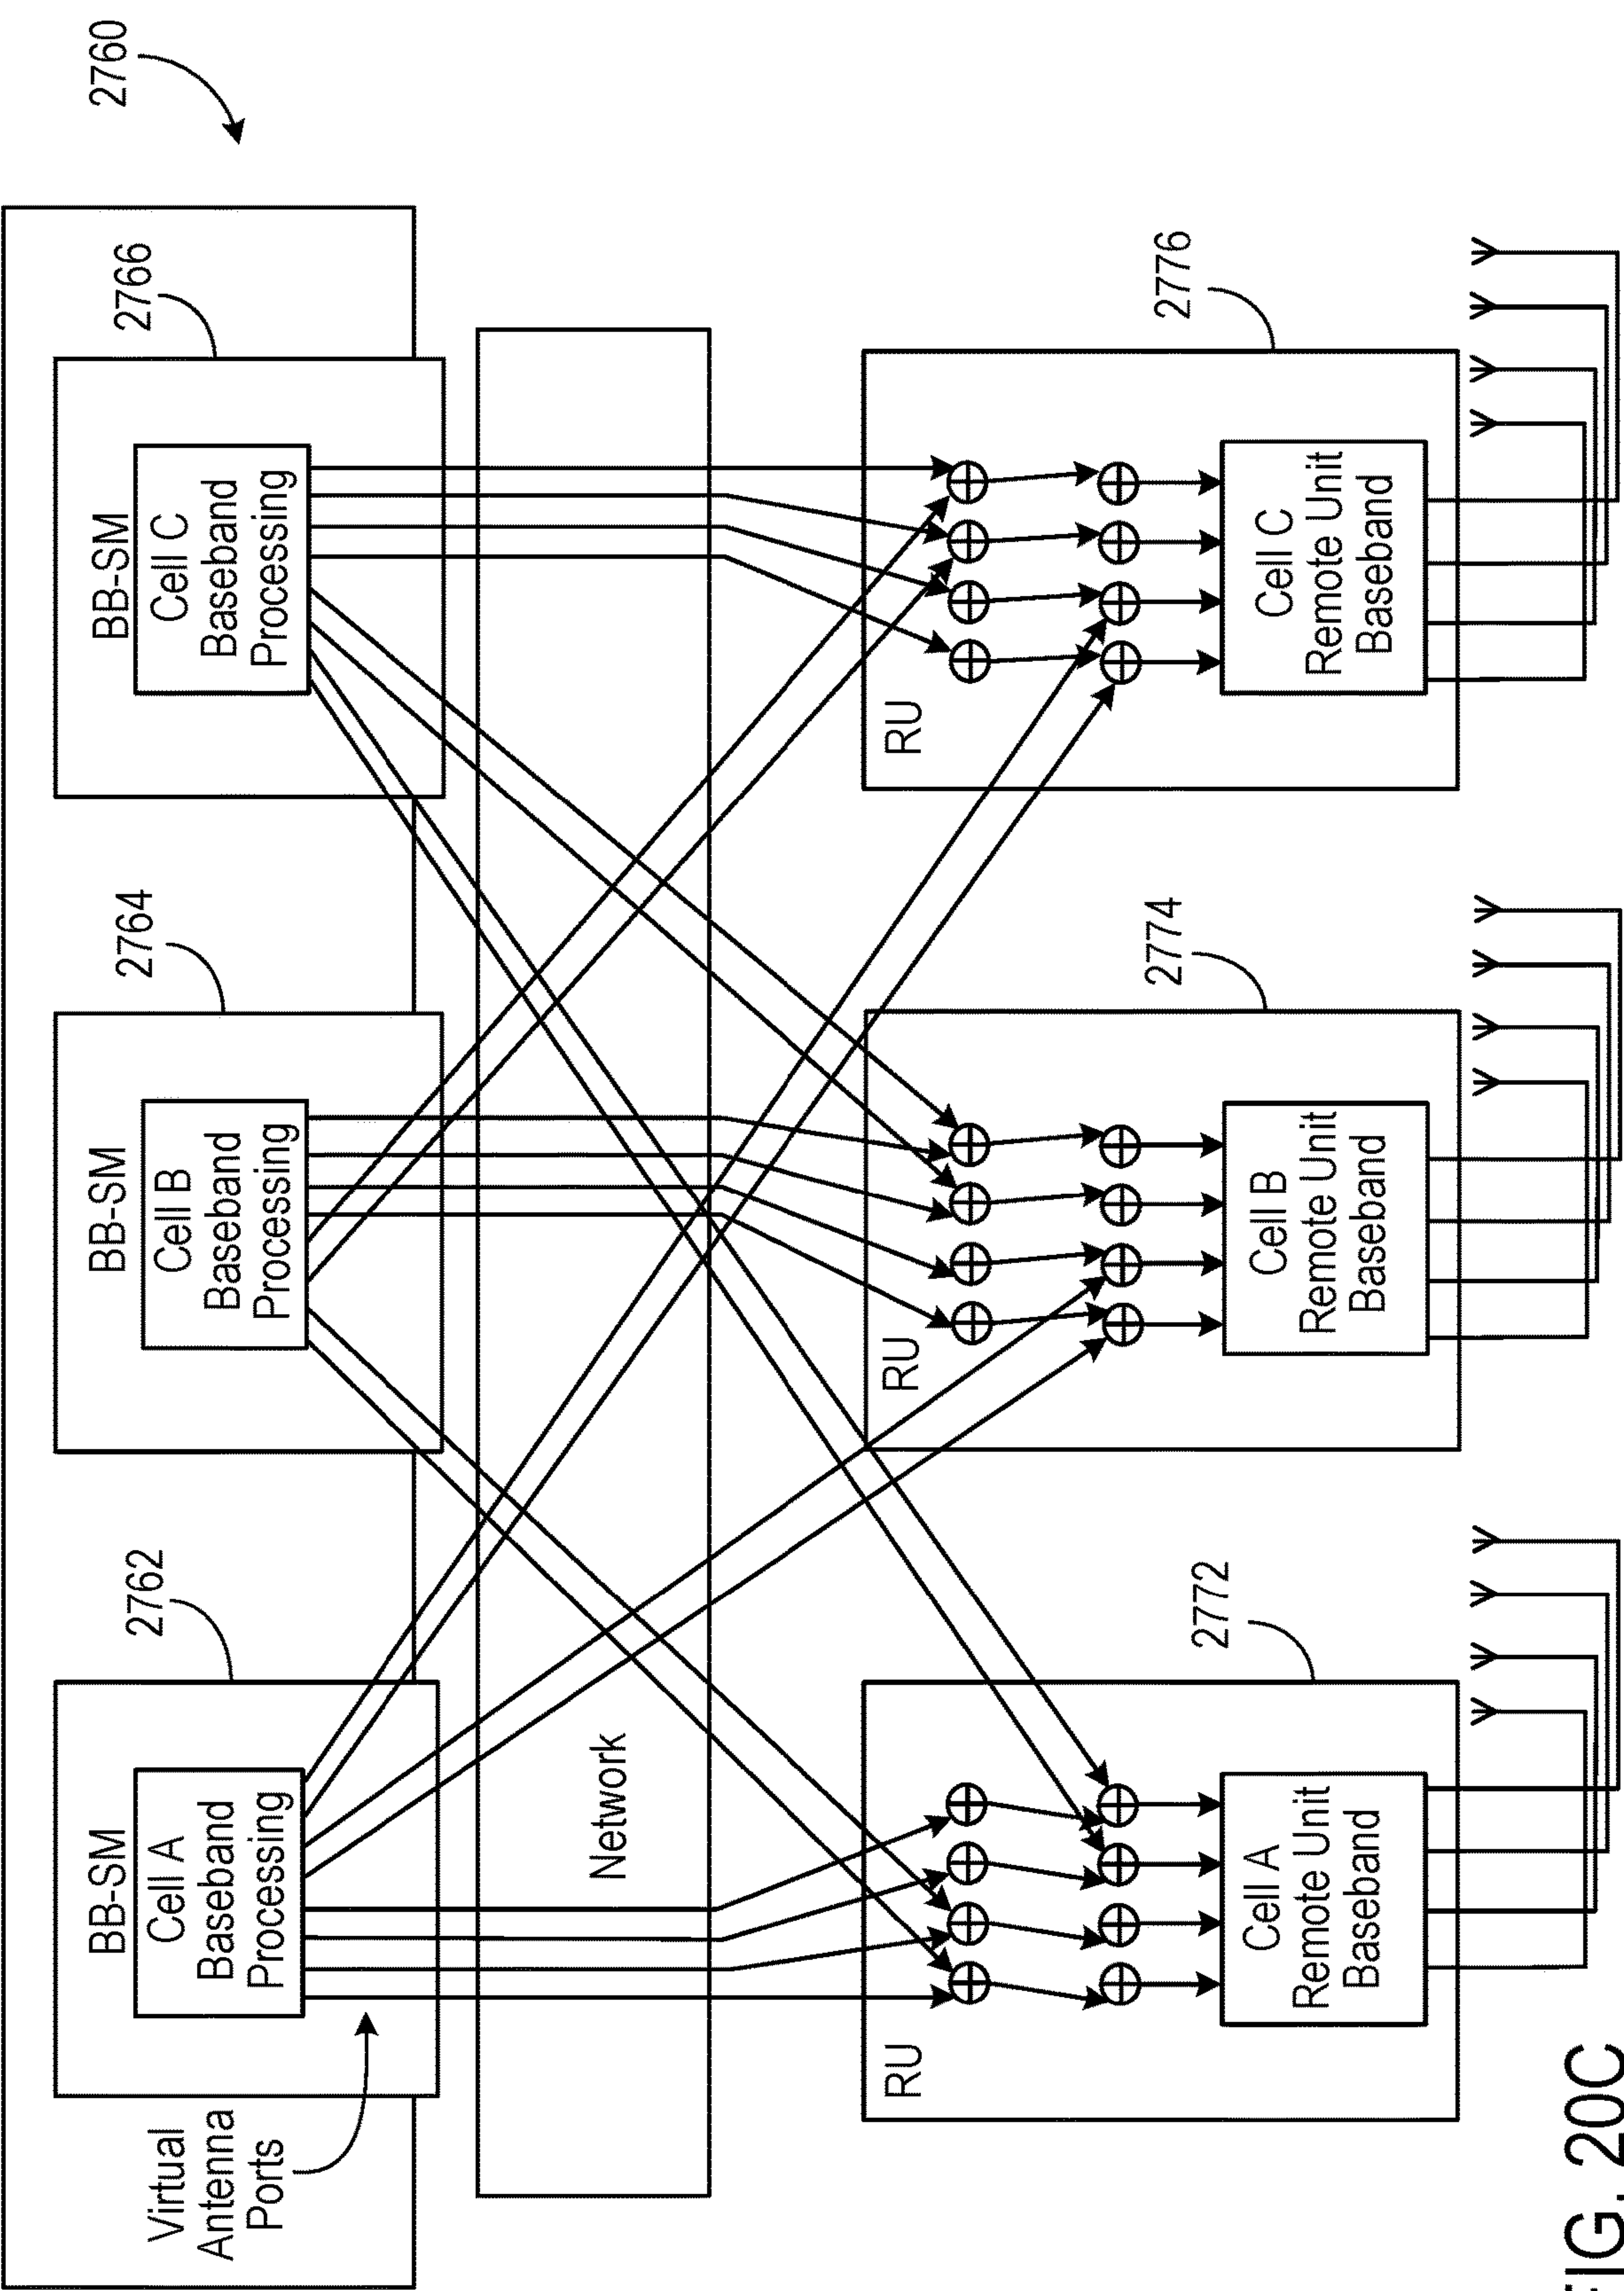 2760
Virtual
Antenna
Ports
2762
BB-SM
Cell A
Baseband
Processing
2764
BB-SM
Cell B
Baseband
Processing
2766
BB-SM
Cell C
Baseband
Processing
Network
RU
2772
Cell A
Remote Unit
Baseband
RU
2774
Cell B
Remote Unit
Baseband
RU
2776
Cell C
Remote Unit
Baseband
FIG. 20C